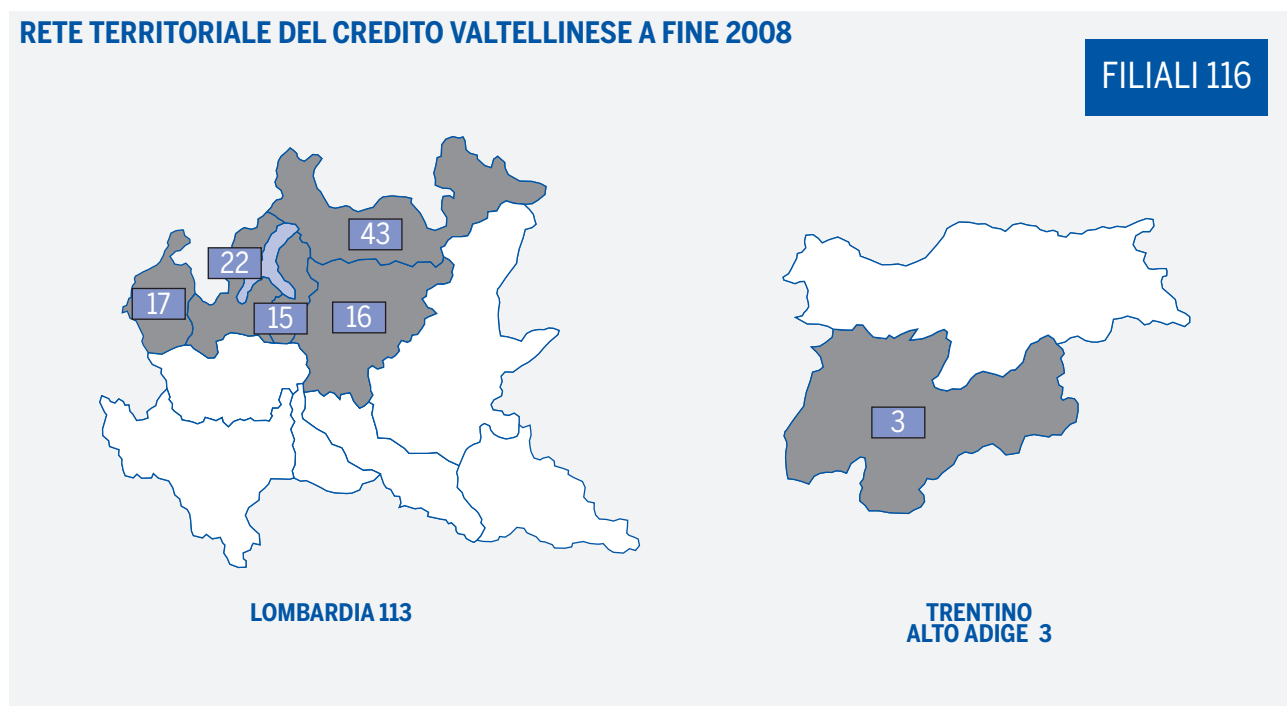 RETE TERRITORIALE DEL CREDITO VALTELLINESE A FINE 2008
FILIALI 116
43
22
17
15
16
3
LOMBARDIA 113
TRENTINO
ALTO ADIGE 3